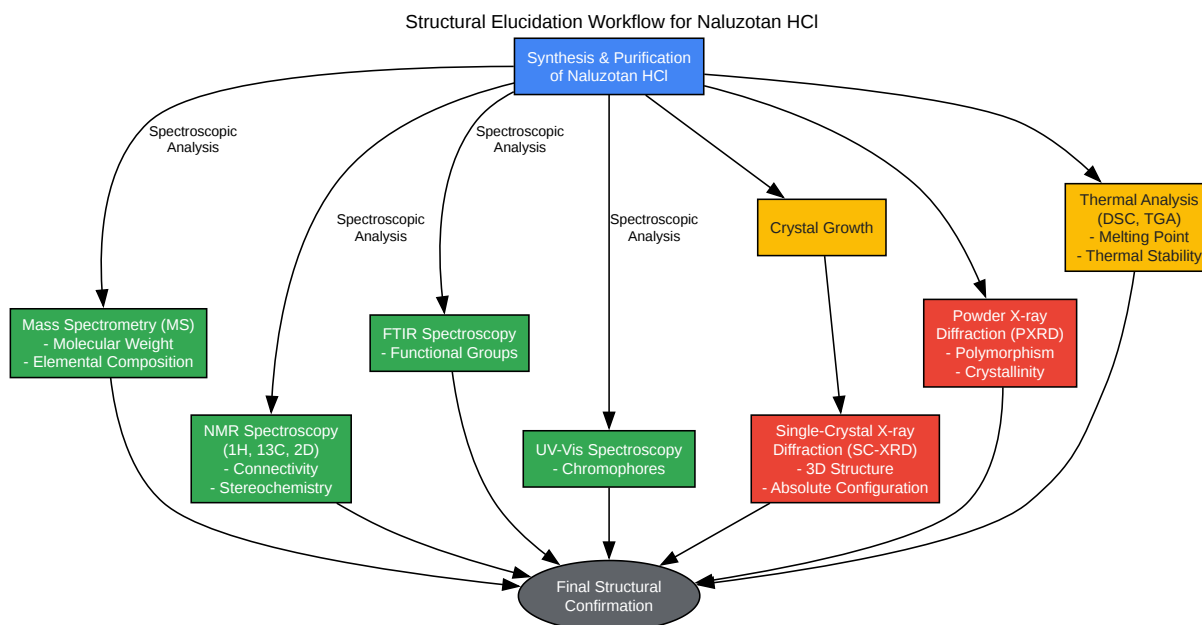 Structural Elucidation Workflow for Naluzotan HCl
Synthesis & Purification
of Naluzotan HCl
Spectroscopic
Analysis
Spectroscopic
Analysis
Spectroscopic
Analysis
Spectroscopic
Analysis
Crystal Growth
Thermal Analysis
(DSC, TGA)
- Melting Point
- Thermal Stability
Mass Spectrometry (MS)
- Molecular Weight
- Elemental Composition
FTIR Spectroscopy
- Functional Groups
Powder X-ray
Diffraction (PXRD)
- Polymorphism
- Crystallinity
NMR Spectroscopy
(1H, 13C, 2D)
- Connectivity
- Stereochemistry
UV-Vis Spectroscopy
- Chromophores
Single-Crystal X-ray
Diffraction (SC-XRD)
- 3D Structure
- Absolute Configuration
Final Structural
Confirmation